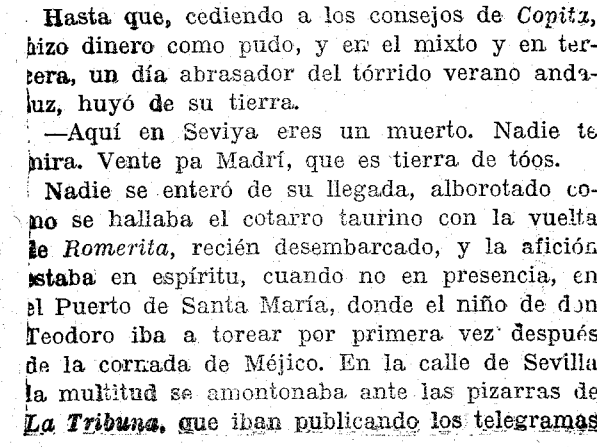 Hasta que, cediendo a los consejos de Copita,
hizo dinero como pudo, y en el mixto y en ter-
cera, un día abrasador del tórrido verano anda-
luz, huyó de su tierra.
—Aquí en Seviya eres un muerto. Nadie te
mira. Vente pa Madrí, que es tierra de tóos.
Nadie se enteró de su llegada, alborotado co-
mo se hallaba el cotarro taurino con la vuelta
de Romerita, recién desembarcado, y la afición
estaba en espíritu, cuando no en presencia, en
el Puerto de Santa María, donde el niño de don
Teodoro iba a torear por primera vez después
de la cornada de Méjico. En la calle de Sevilla
la multitud se amontonaba ante las pizarras de
La Tribuna, que iban publicando los telegramas